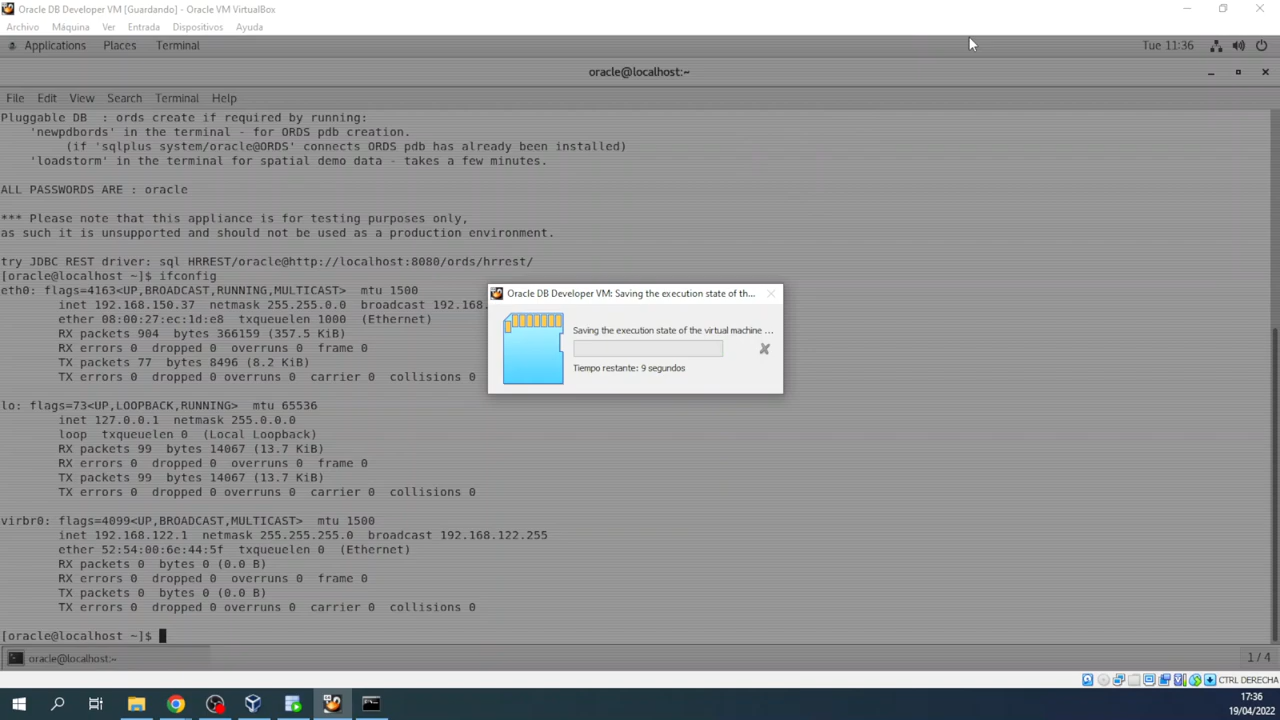 Oracle DB Developer VM [Guardando] - Oracle VM VirtualBox
Archivo Máquina Ver Entrada Dispositivos Ayuda
Applications Places Terminal Tue 11:36
oracle@localhost:~
File Edit View Search Terminal Help
Pluggable DB : ords create if required by running:
'newpdbords' in the terminal - for ORDS pdb creation.
(if 'sqlplus system/oracle@ORDS' connects ORDS pdb has already been installed)
'loadstorm' in the terminal for spatial demo data - takes a few minutes.
ALL PASSWORDS ARE : oracle
*** Please note that this appliance is for testing purposes only,
as such it is unsupported and should not be used as a production environment.
try JDBC REST driver: sql HRREST/oracle@http://localhost:8080/ords/hrrest/
[oracle@localhost ~]$ ifconfig
eth0: flags=4163<UP,BROADCAST,RUNNING,MULTICAST> mtu 1500
inet 192.168.150.37 netmask 255.255.255.0 broadcast 192.168.
ether 08:00:27:ec:1d:e8 txqueuelen 1000 (Ethernet)
RX packets 904 bytes 366159 (357.5 KiB)
RX errors 0 dropped 0 overruns 0 frame 0
TX packets 77 bytes 8496 (8.2 KiB)
TX errors 0 dropped 0 overruns 0 carrier 0 collisions 0
Oracle DB Developer VM: Saving the execution state of th...
Saving the execution state of the virtual machine ...
Tiempo restante: 9 segundos
lo: flags=73<UP,LOOPBACK,RUNNING> mtu 65536
inet 127.0.0.1 netmask 255.0.0.0
loop txqueuelen 0 (Local Loopback)
RX packets 99 bytes 14067 (13.7 KiB)
RX errors 0 dropped 0 overruns 0 frame 0
TX packets 99 bytes 14067 (13.7 KiB)
TX errors 0 dropped 0 overruns 0 carrier 0 collisions 0
virbr0: flags=4099<UP,BROADCAST,MULTICAST> mtu 1500
inet 192.168.122.1 netmask 255.255.255.0 broadcast 192.168.122.255
ether 52:54:00:6e:44:5f txqueuelen 0 (Ethernet)
RX packets 0 bytes 0 (0.0 B)
RX errors 0 dropped 0 overruns 0 frame 0
TX packets 0 bytes 0 (0.0 B)
TX errors 0 dropped 0 overruns 0 carrier 0 collisions 0
[oracle@localhost ~]$
oracle@localhost:~ 1 / 4
CTRL DERECHA
17:36
19/04/2022